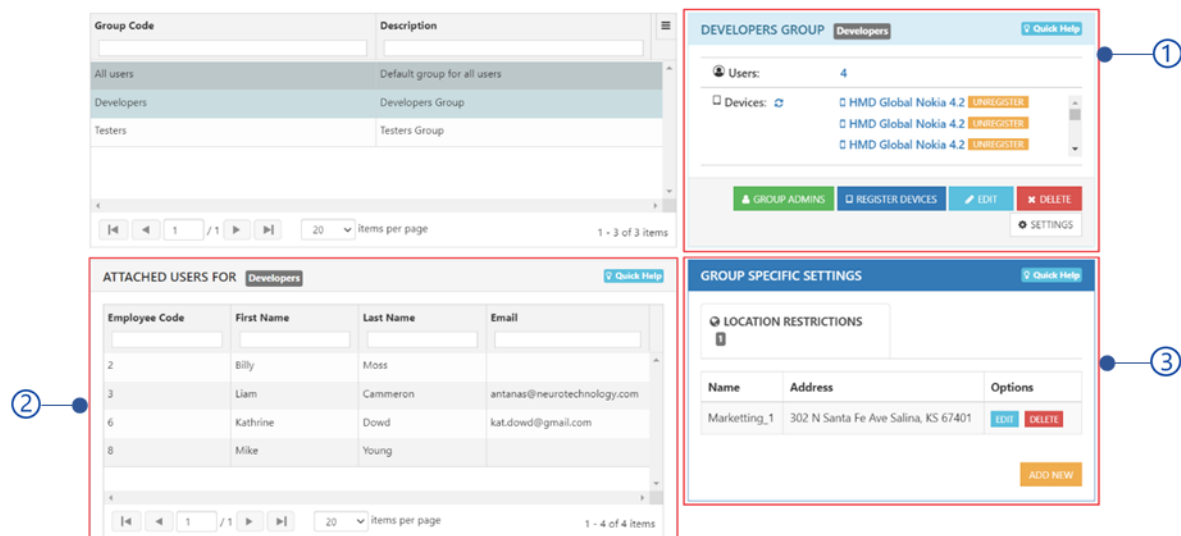 Group Code Description
All users Default group for all users
Developers Developers Group
Testers Testers Group
1 / 1 20 items per page 1 - 3 of 3 items
DEVELOPERS GROUP Developers Quick Help
Users: 4
Devices: HMD Global Nokia 4.2 UNREGISTER
HMD Global Nokia 4.2 UNREGISTER
HMD Global Nokia 4.2 UNREGISTER
GROUP ADMINS REGISTER DEVICES EDIT DELETE
SETTINGS
1
ATTACHED USERS FOR Developers Quick Help
Employee Code First Name Last Name Email
2 Billy Moss
3 Liam Cammeron antanas@neurotechnology.com
6 Kathrine Dowd kat.dowd@gmail.com
8 Mike Young
1 / 1 20 items per page 1 - 4 of 4 items
2
GROUP SPECIFIC SETTINGS Quick Help
LOCATION RESTRICTIONS
1
Name Address Options
Marketting_1 302 N Santa Fe Ave Salina, KS 67401 EDIT DELETE
ADD NEW
3